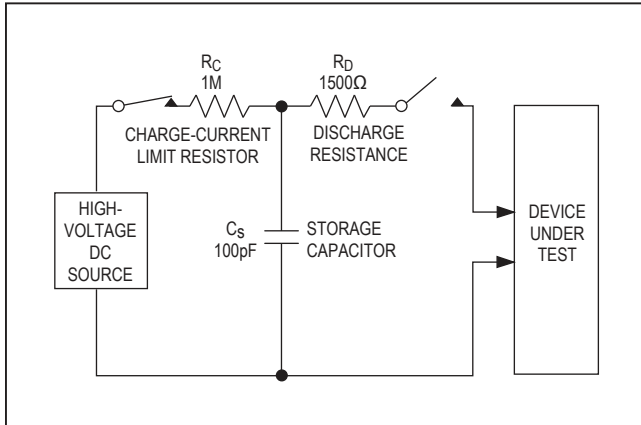 RC
1M
CHARGE-CURRENT
LIMIT RESISTOR
RD
1500Ω
DISCHARGE
RESISTANCE
HIGH-
VOLTAGE
DC
SOURCE
Cs
100pF
STORAGE
CAPACITOR
DEVICE
UNDER
TEST